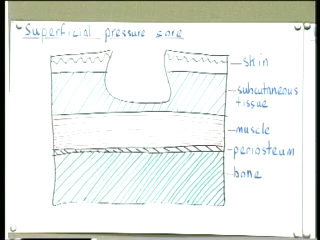 Superficial pressure sore
skin
subcutaneous
tissue
muscle
periosteum
bone